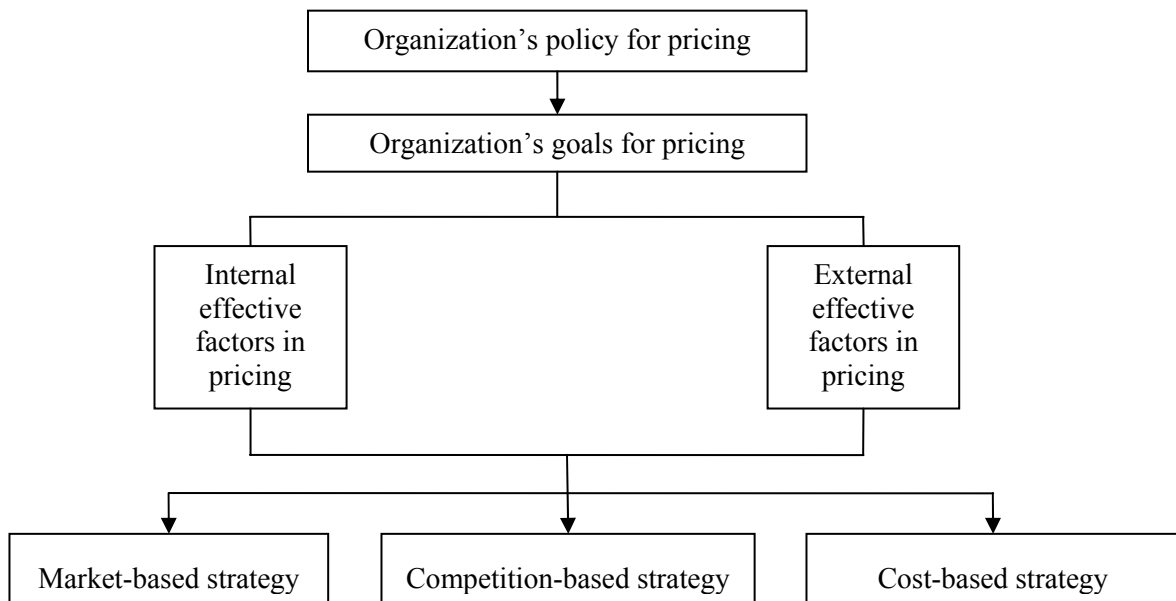 Organization’s policy for pricing
Organization’s goals for pricing
Internal
effective
factors in
pricing
External
effective
factors in
pricing
Market-based strategy
Competition-based strategy
Cost-based strategy